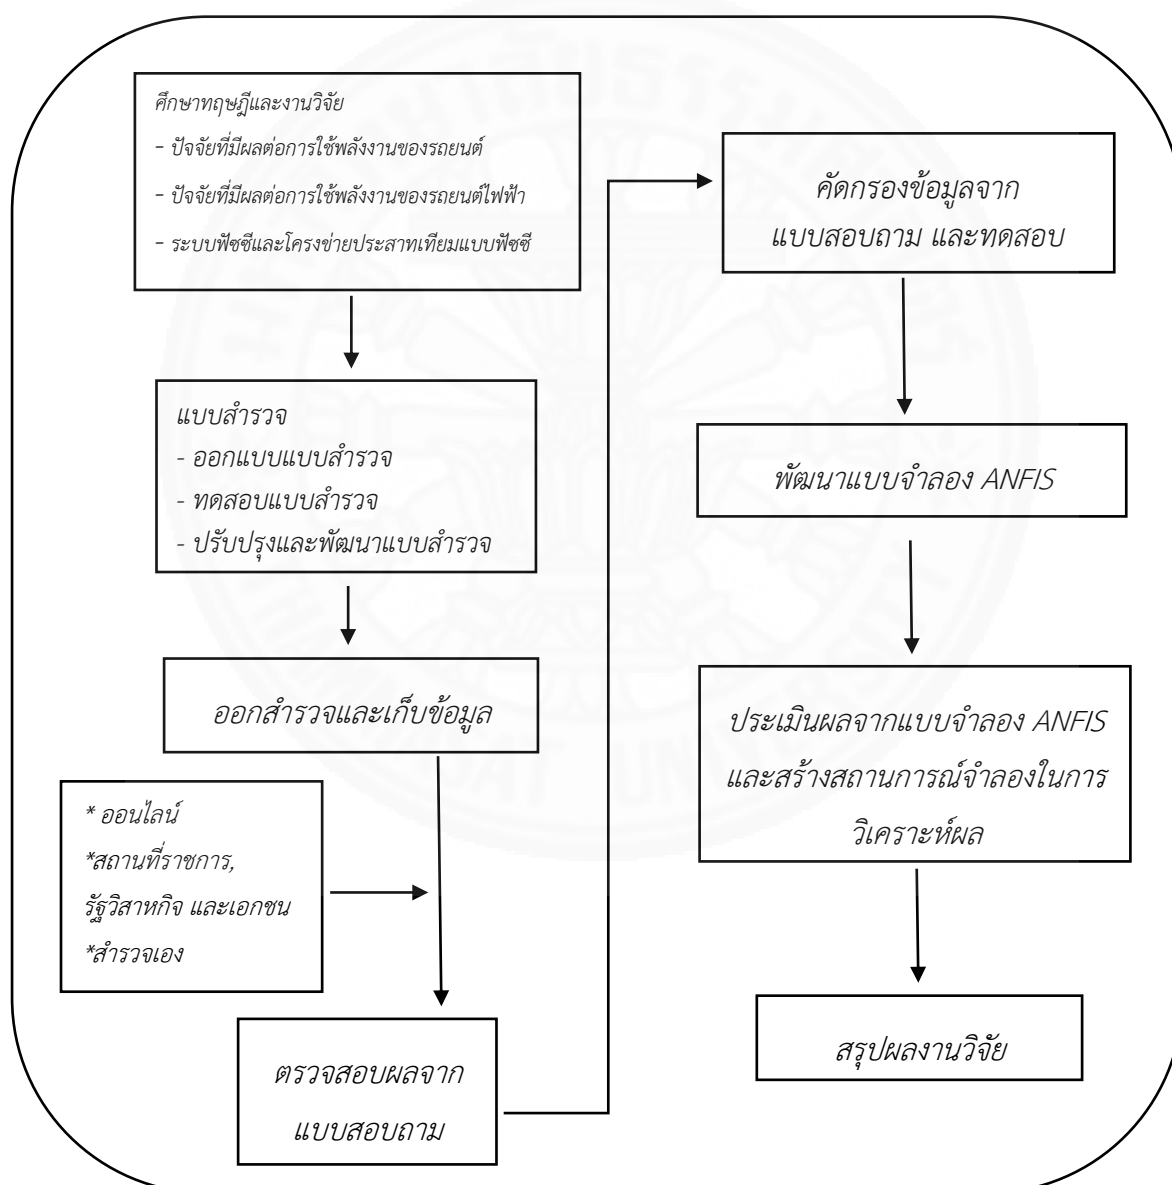 ศึกษาทฤษฎีและงานวิจัย
- ปัจจัยที่มีผลต่อการใช้พลังงานของรถยนต์
- ปัจจัยที่มีผลต่อการใช้พลังงานของรถยนต์ไฟฟ้า
- ระบบฟัซซีและโครงข่ายประสาทเทียมแบบฟัซซี
แบบสำรวจ
- ออกแบบแบบสำรวจ
- ทดสอบแบบสำรวจ
- ปรับปรุงและพัฒนาแบบสำรวจ
ออกสำรวจและเก็บข้อมูล
* ออนไลน์
*สถานที่ราชการ,
รัฐวิสาหกิจ และเอกชน
*สำรวจเอง
ตรวจสอบผลจาก
แบบสอบถาม
คัดกรองข้อมูลจาก
แบบสอบถาม และทดสอบ
พัฒนาแบบจำลอง ANFIS
ประเมินผลจากแบบจำลอง ANFIS
และสร้างสถานการณ์จำลองในการ
วิเคราะห์ผล
สรุปผลงานวิจัย